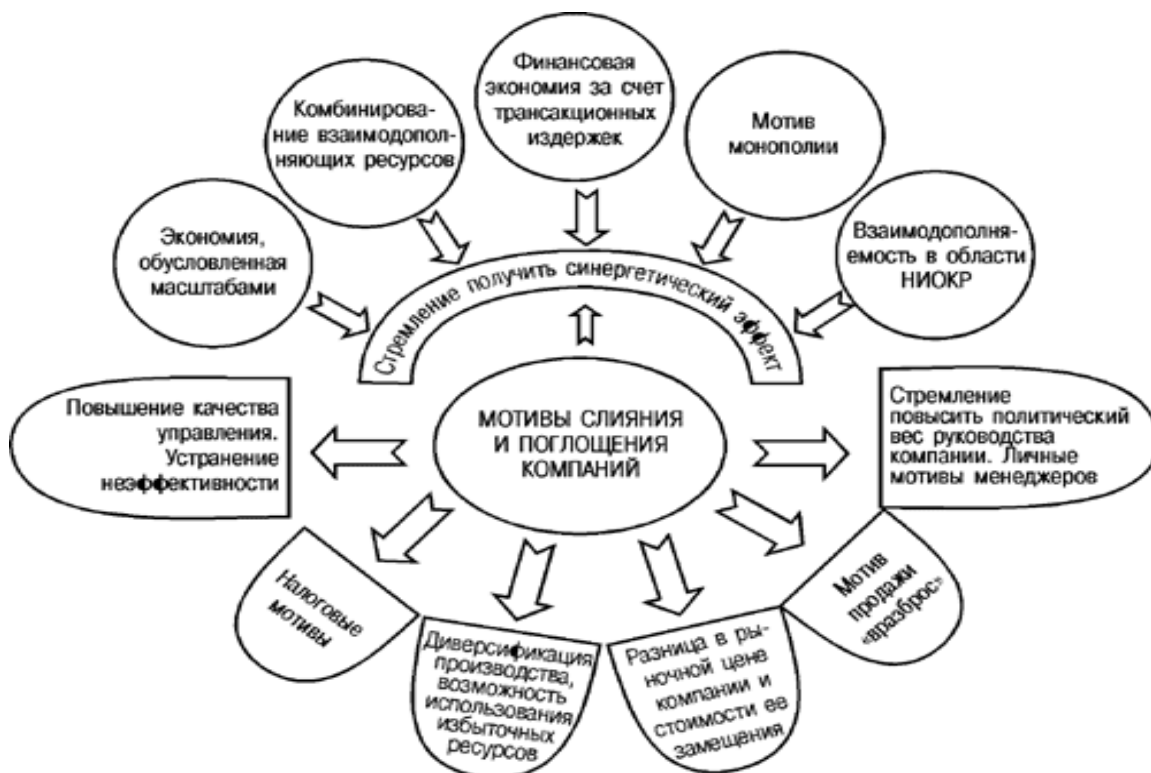 Финансовая
экономия за счет
трансакционных
издержек
Комбинирова-
ние взаимодопол-
няющих ресурсов
Мотив
монополии
Экономия,
обусловленная
масштабами
Взаимодополня-
емость в области
НИОКР
Стремление получить синергетический эффект
МОТИВЫ СЛИЯНИЯ
И ПОГЛОЩЕНИЯ
КОМПАНИЙ
Повышение качества
управления.
Устранение
неэффективности
Стремление
повысить политический
вес руководства
компании. Личные
мотивы менеджеров
Налоговые
мотивы
Диверсификация
производства,
возможность
использования
избыточных
ресурсов
Разница в ры-
ночной цене
компании и
стоимости ее
замещения
Мотив
продажи
«вразброс»